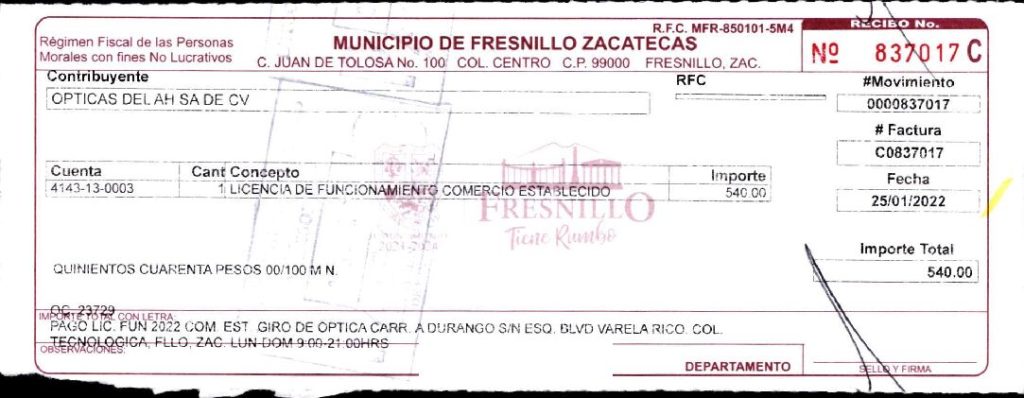 R.F.C. MFR-850101-5M4
RECIBO No.
Régimen Fiscal de las Personas
Morales con fines No Lucrativos
MUNICIPIO DE FRESNILLO ZACATECAS
C. JUAN DE TOLOSA No. 100 COL. CENTRO C.P. 99000 FRESNILLO, ZAC.
Nº 837017 C
Contribuyente
RFC
#Movimiento
OPTICAS DEL AH SA DE CV
0000837017
# Factura
C0837017
Cuenta Cant Concepto Importe
Fecha
4143-13-0003 1 LICENCIA DE FUNCIONAMIENTO COMERCIO ESTABLECIDO 540.00
25/01/2022
FRESNILLO
Tiene Rumbo
2021-2024
Importe Total
QUINIENTOS CUARENTA PESOS 00/100 M N.
540.00
OC. 23729
IMPORTE TOTAL CON LETRA:
PAGO LIC. FUN 2022 COM. EST. GIRO DE OPTICA CARR. A DURANGO S/N ESQ. BLVD VARELA RICO, COL.
TECNOLOGICA, FLLO, ZAC. LUN-DOM 9:00-21:00HRS
OBSERVACIONES:
DEPARTAMENTO
SELLO Y FIRMA